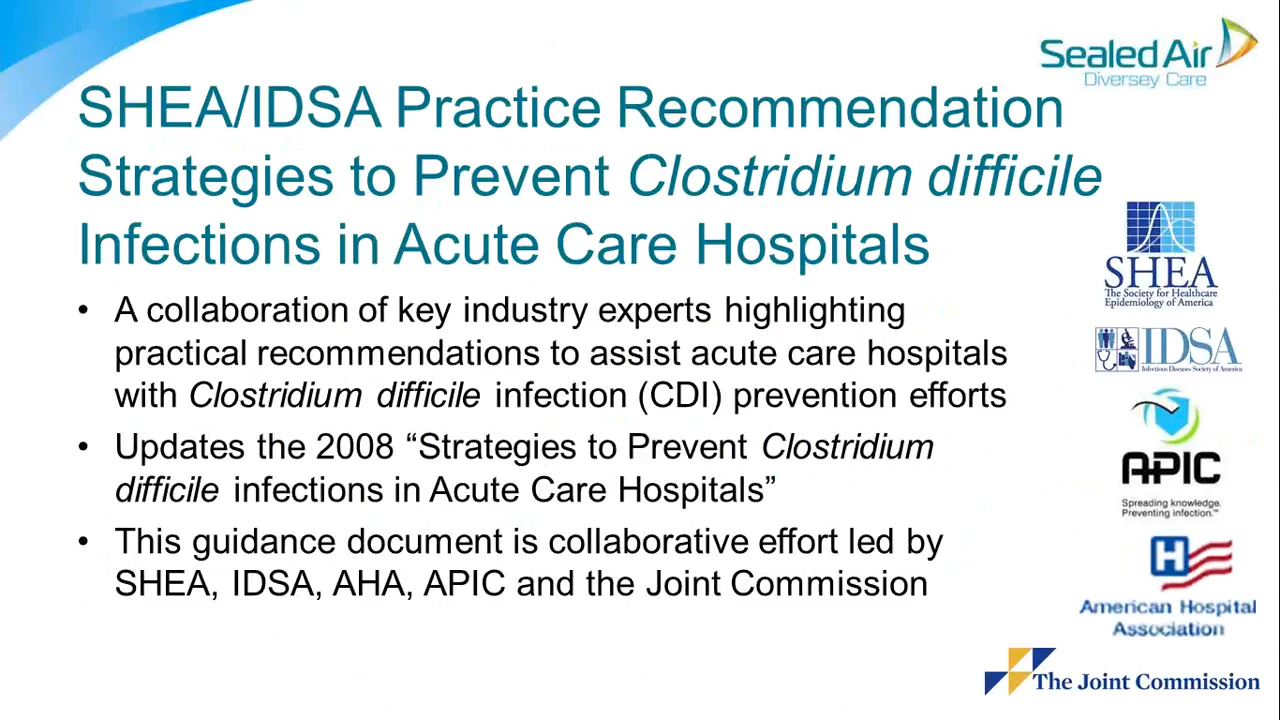 Sealed Air
Diversey Care
SHEA/IDSA Practice Recommendation
Strategies to Prevent Clostridium difficile
Infections in Acute Care Hospitals
• A collaboration of key industry experts highlighting
practical recommendations to assist acute care hospitals
with Clostridium difficile infection (CDI) prevention efforts
• Updates the 2008 “Strategies to Prevent Clostridium
difficile infections in Acute Care Hospitals”
• This guidance document is collaborative effort led by
SHEA, IDSA, AHA, APIC and the Joint Commission
SHEA
The Society for Healthcare
Epidemiology of America
IDSA
Infectious Diseases Society of America
APIC
Spreading knowledge.
Preventing infection.™
H
American Hospital
Association
The Joint Commission